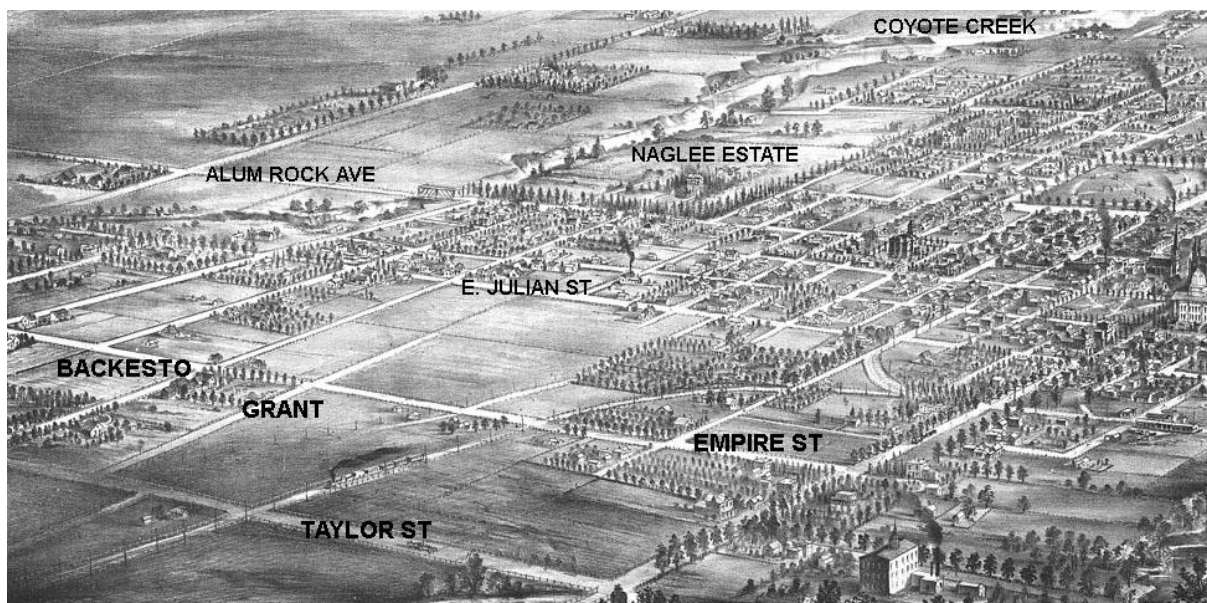 COYOTE CREEK
NAGLEE ESTATE
ALUM ROCK AVE
E. JULIAN ST
BACKESTO
GRANT
EMPIRE ST
TAYLOR ST